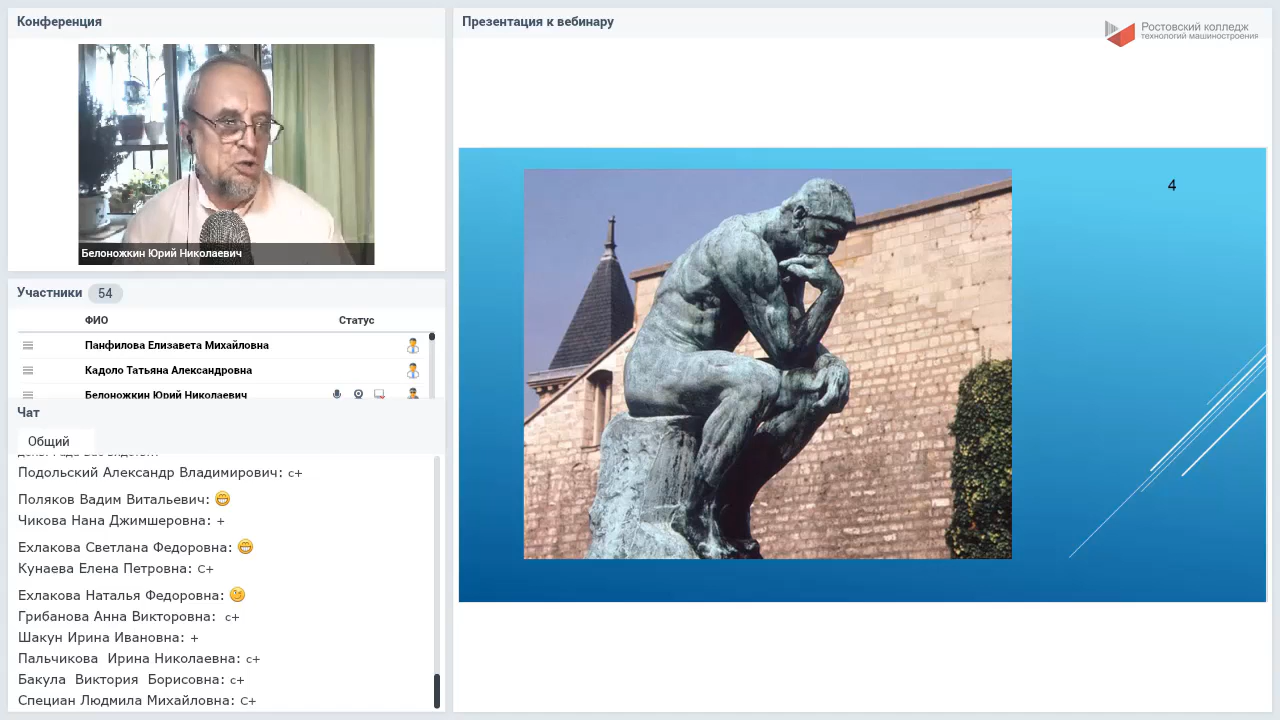 Конференция
Белоножкин Юрий Николаевич
Участники 54
ФИО Статус
Панфилова Елизавета Михайловна
Кадоло Татьяна Александровна
Белоножкин Юрий Николаевич
Чат
Общий
Подольский Александр Владимирович: с+
Поляков Вадим Витальевич:
Чикова Нана Джимшеровна: +
Ехлакова Светлана Федоровна:
Кунаева Елена Петровна: С+
Ехлакова Наталья Федоровна:
Грибанова Анна Викторовна: с+
Шакун Ирина Ивановна: +
Пальчикова Ирина Николаевна: с+
Бакула Виктория Борисовна: с+
Специан Людмила Михайловна: С+
Презентация к вебинару
Ростовский колледж
технологий машиностроения
4